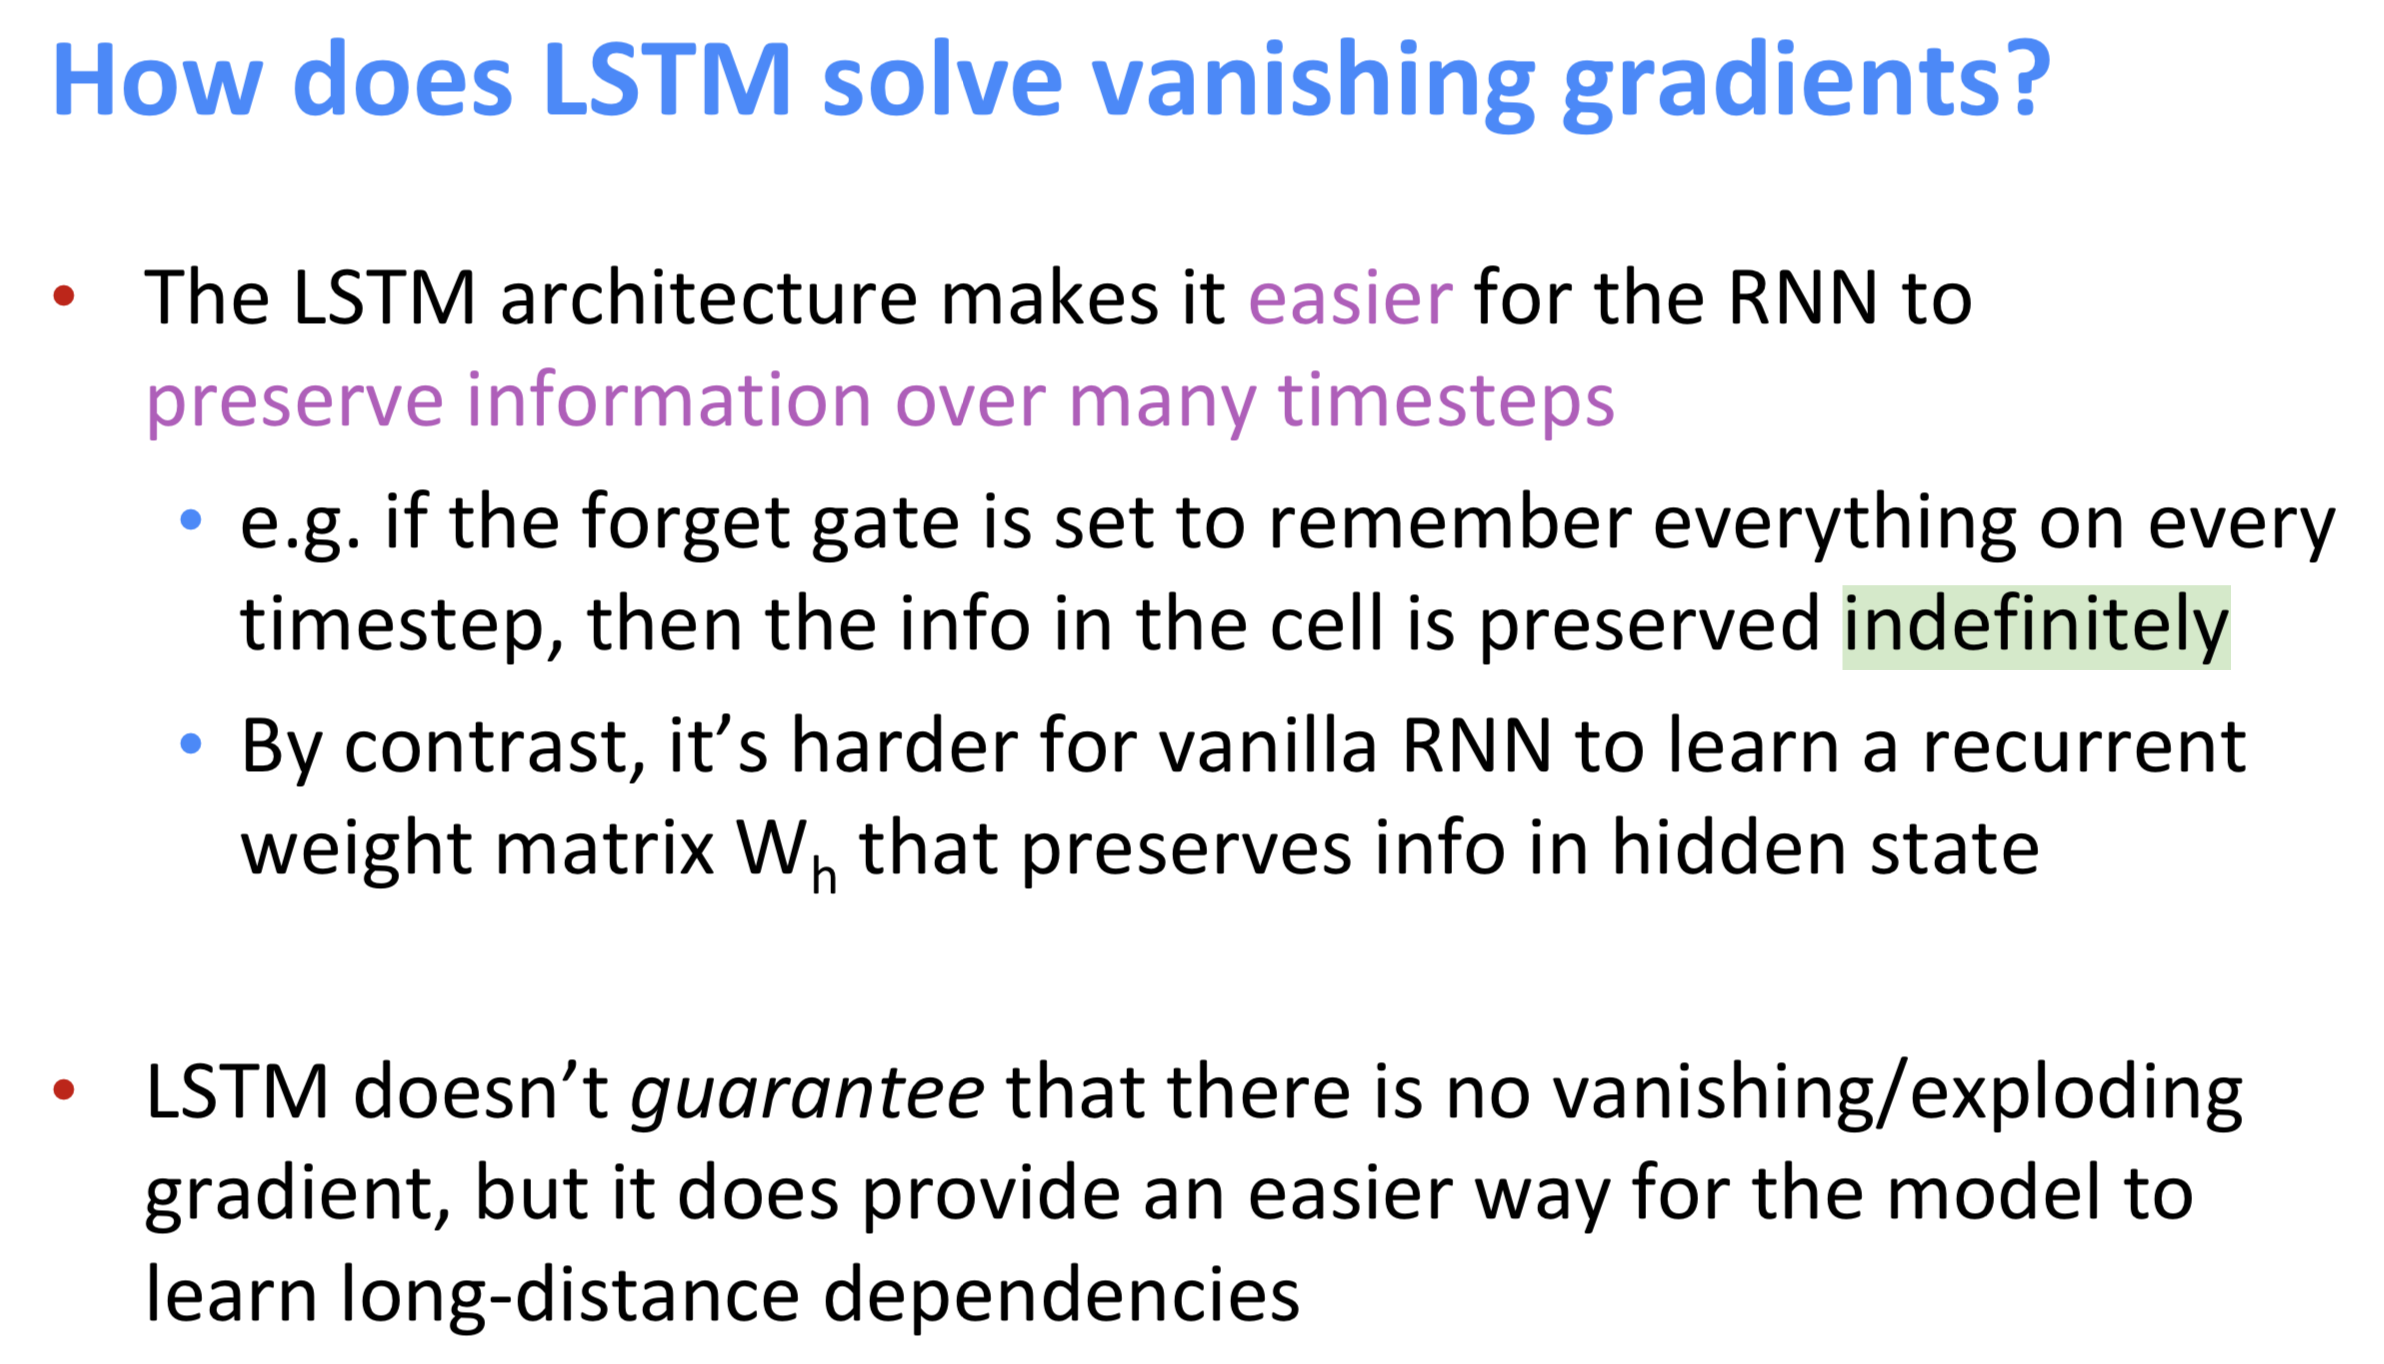 How does LSTM solve vanishing gradients?
• The LSTM architecture makes it easier for the RNN to
preserve information over many timesteps
• e.g. if the forget gate is set to remember everything on every
timestep, then the info in the cell is preserved indefinitely
• By contrast, it’s harder for vanilla RNN to learn a recurrent
weight matrix Wₕ that preserves info in hidden state
• LSTM doesn’t guarantee that there is no vanishing/exploding
gradient, but it does provide an easier way for the model to
learn long-distance dependencies